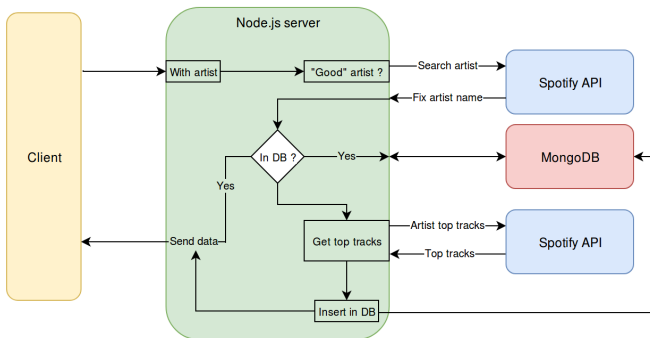 Node.js server
With artist
"Good" artist ?
Search artist
Spotify API
Fix artist name
Client
In DB ?
Yes
MongoDB
Yes
Artist top tracks
Send data
Get top tracks
Spotify API
Top tracks
Insert in DB